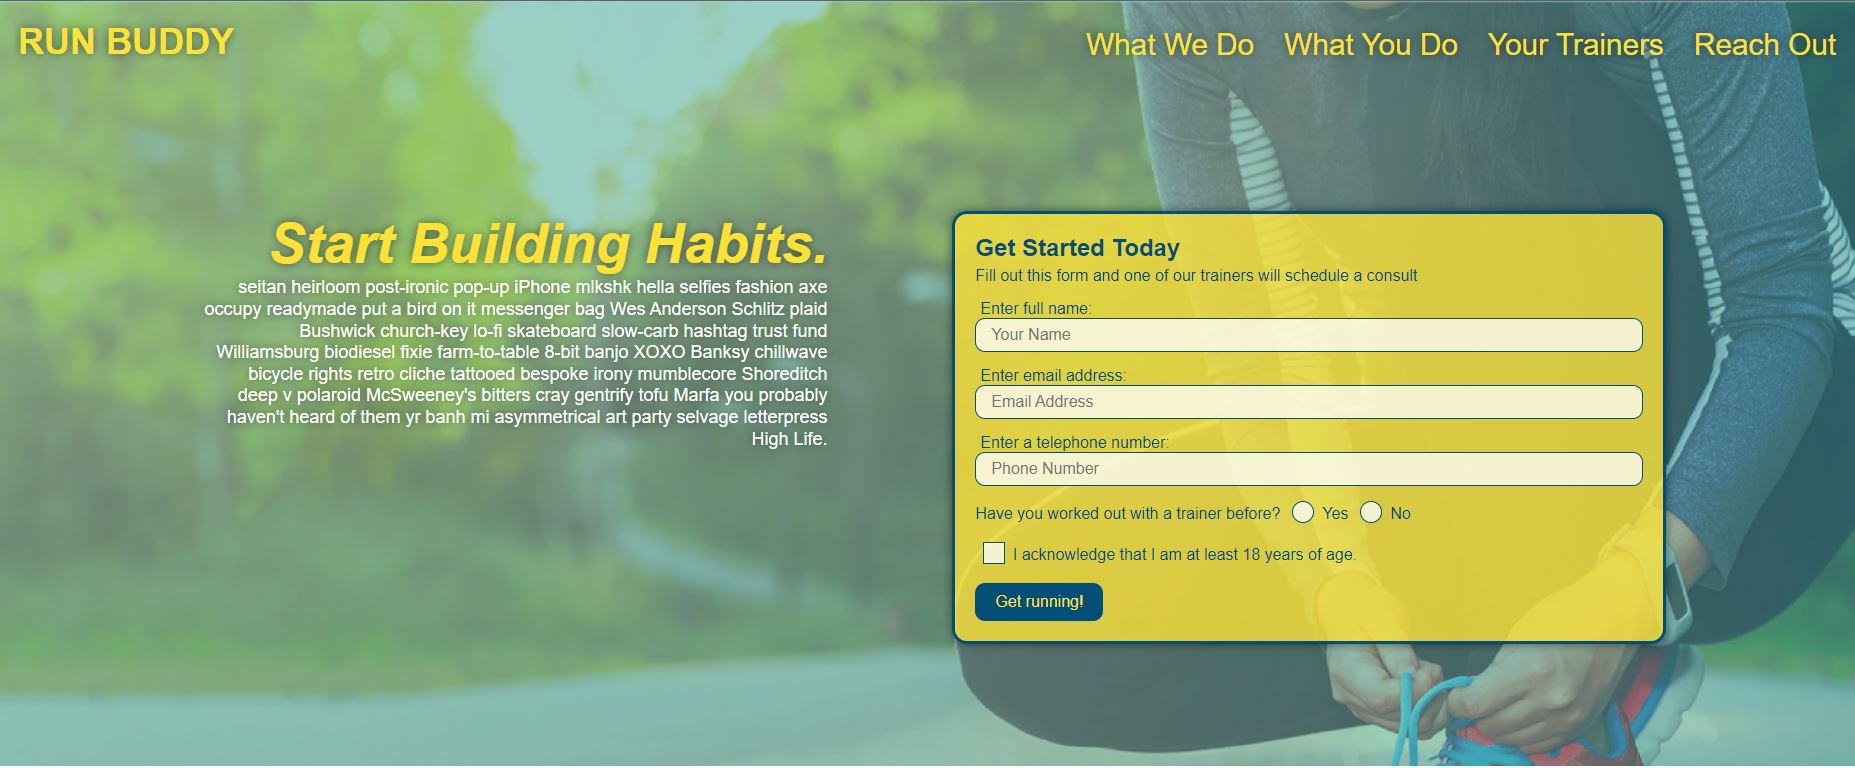 RUN BUDDY
What We Do What You Do Your Trainers Reach Out
Start Building Habits.
seitan heirloom post-ironic pop-up iPhone mlkshk hella selfies fashion axe
occupy readymade put a bird on it messenger bag Wes Anderson Schlitz plaid
Bushwick church-key lo-fi skateboard slow-carb hashtag trust fund
Williamsburg biodiesel fixie farm-to-table 8-bit banjo XOXO Banksy chillwave
bicycle rights retro cliche tattooed bespoke irony mumblecore Shoreditch
deep v polaroid McSweeney's bitters cray gentrify tofu Marfa you probably
haven't heard of them yr banh mi asymmetrical art party selvage letterpress
High Life.
Get Started Today
Fill out this form and one of our trainers will schedule a consult
Enter full name:
Your Name
Enter email address:
Email Address
Enter a telephone number:
Phone Number
Have you worked out with a trainer before? Yes No
I acknowledge that I am at least 18 years of age.
Get running!